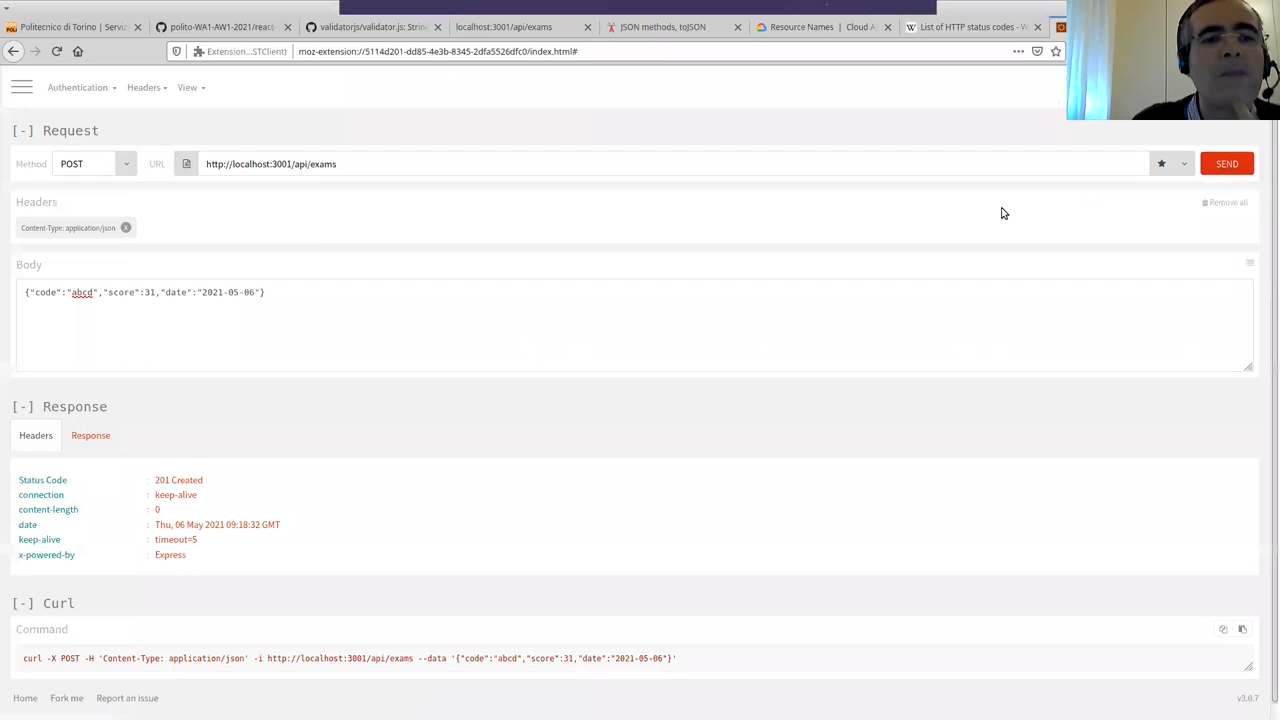 Politecnico di Torino | Serviz
polito-WA1-AW1-2021/react-
validatorjs/validator.js: String
localhost:3001/api/exams
JSON methods, toJSON
Resource Names | Cloud A
List of HTTP status codes - W
Extension...STClient)
moz-extension://5114d201-dd85-4e3b-8345-2dfa5526dfc0/index.html#
Authentication
Headers
View
[-] Request
Method
POST
URL
http://localhost:3001/api/exams
SEND
Headers
Remove all
Content-Type: application/json
Body
{"code":"abcd","score":31,"date":"2021-05-06"}
[-] Response
Headers
Response
Status Code : 201 Created
connection : keep-alive
content-length : 0
date : Thu, 06 May 2021 09:18:32 GMT
keep-alive : timeout=5
x-powered-by : Express
[-] Curl
Command
curl -X POST -H 'Content-Type: application/json' -i http://localhost:3001/api/exams --data '{"code":"abcd","score":31,"date":"2021-05-06"}'
Home
Fork me
Report an issue
v3.0.7